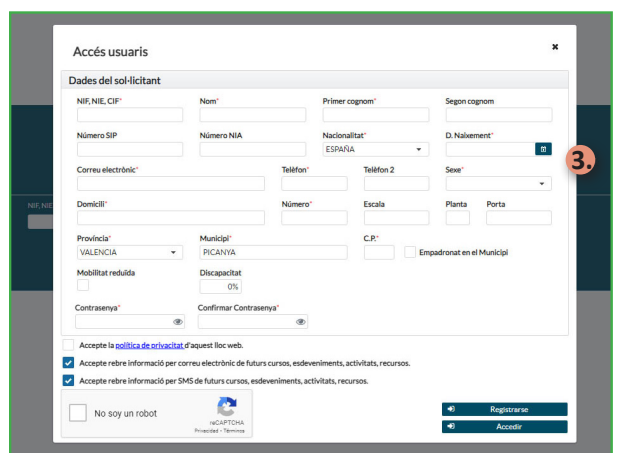 Accés usuaris
✖
Dades del sol·licitant
NIF, NIE, CIF* Nom* Primer cognom* Segon cognom
Número SIP Número NIA Nacionalitat* D. Naixement*
ESPAÑA
3.
Correu electrònic* Telèfon* Telèfon 2 Sexe*
NIF, NIE
Domicili* Número* Escala Planta Porta
Província* Municipi* C.P.*
VALENCIA PICANYA Empadronat en el Municipi
Mobilitat reduïda Discapacitat
0%
Contrasenya* Confirmar Contrasenya*
Accepte la política de privacitat d'aquest lloc web.
Accepte rebre informació per correu electrònic de futurs cursos, esdeveniments, activitats, recursos.
Accepte rebre informació per SMS de futurs cursos, esdeveniments, activitats, recursos.
No soy un robot
reCAPTCHA
Privacidad - Términos
Registrarse
Accedir